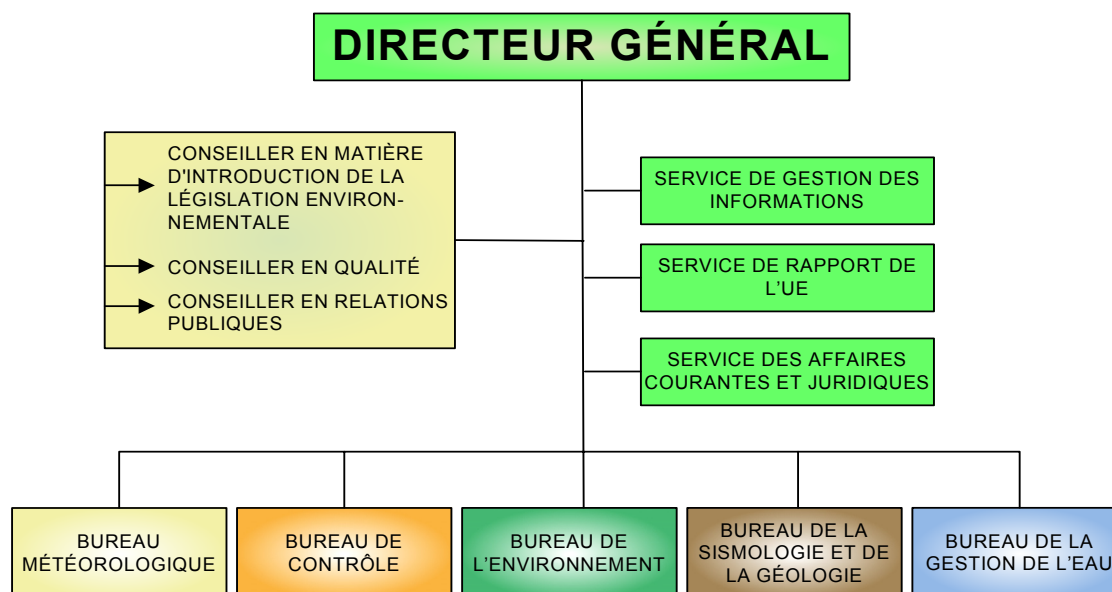 DIRECTEUR GÉNÉRAL
CONSEILLER EN MATIÈRE
D'INTRODUCTION DE LA
LÉGISLATION ENVIRON-
NEMENTALE
CONSEILLER EN QUALITÉ
CONSEILLER EN RELATIONS
PUBLIQUES
SERVICE DE GESTION DES
INFORMATIONS
SERVICE DE RAPPORT DE
L’UE
SERVICE DES AFFAIRES
COURANTES ET JURIDIQUES
BUREAU
MÉTÉOROLOGIQUE
BUREAU DE
CONTRÔLE
BUREAU DE
L’ENVIRONNEMENT
BUREAU DE LA
SISMOLOGIE ET DE
LA GÉOLOGIE
BUREAU DE LA
GESTION DE L’EAU